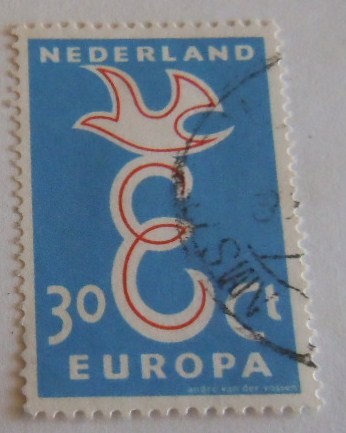 NEDERLAND
30 Ct
EUROPA
andré van der vossen